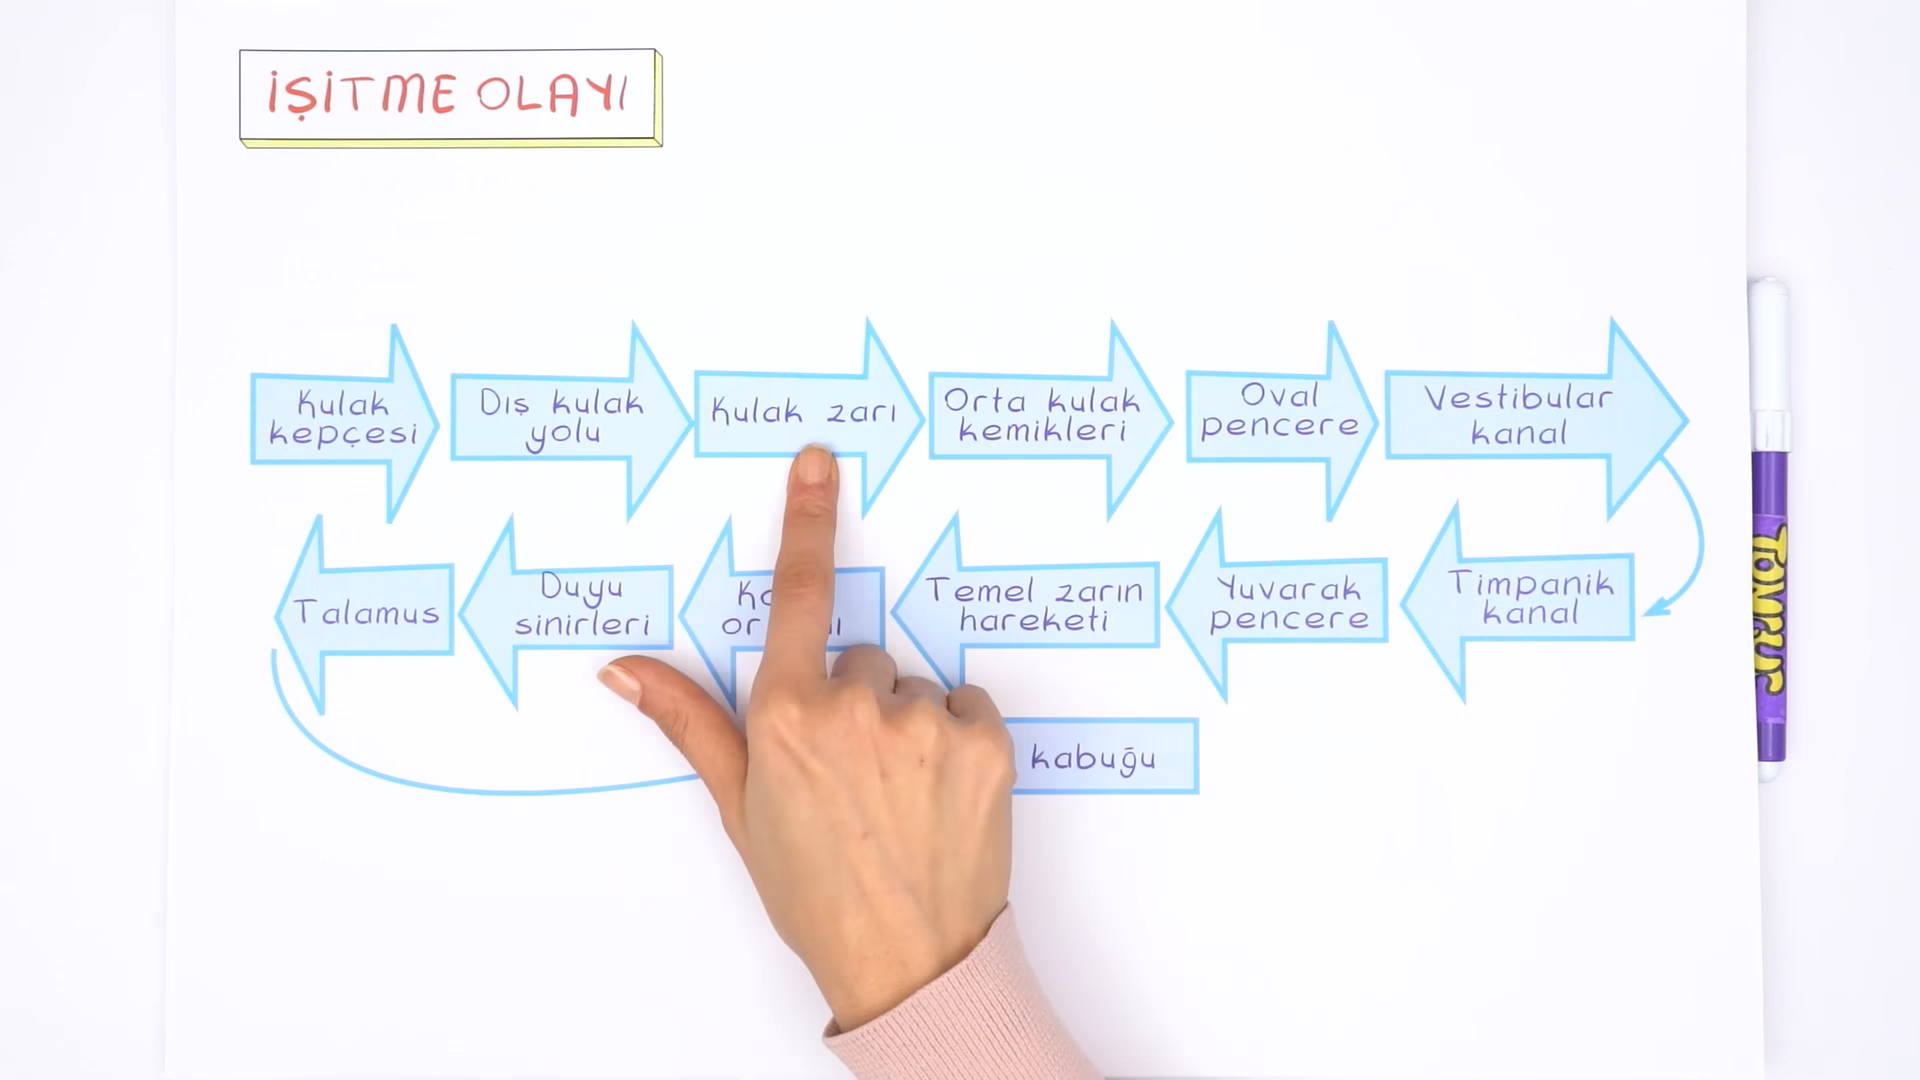 İŞİTME OLAYI
Kulak
kepçesi
Dış kulak
yolu
Kulak zarı
Orta kulak
kemikleri
Oval
pencere
Vestibular
kanal
Timpanik
kanal
Yuvarak
pencere
Temel zarın
hareketi
Duyu
sinirleri
Talamus
kabuğu
TOMBUL